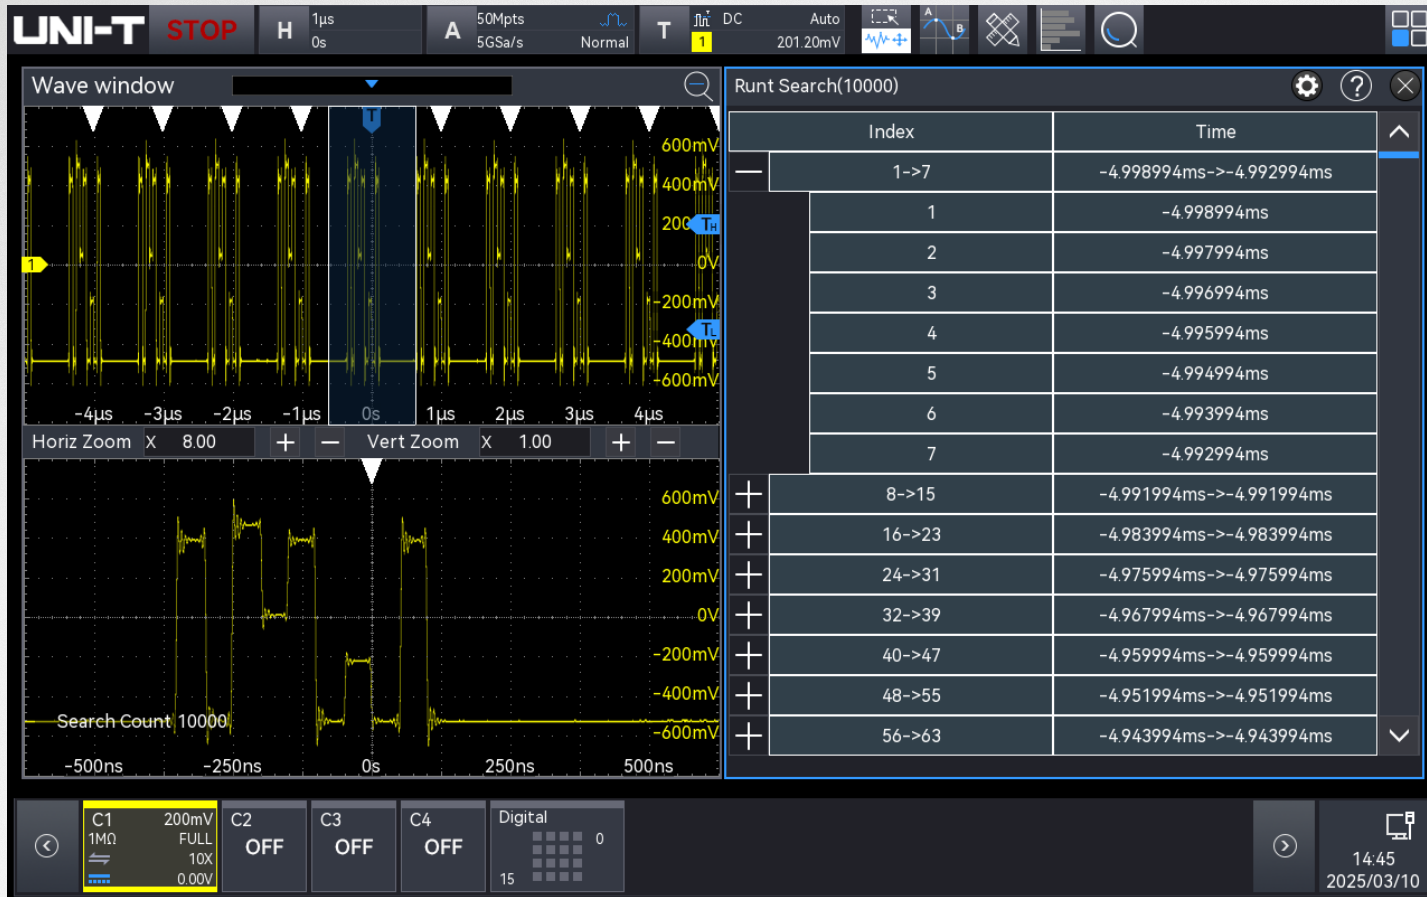 UNI-T STOP H 1µs 0s A 50Mpts 5GSa/s Normal T 1 DC Auto 201.20mV A B
Wave window
T
600mV
400mV
200 TH
1 0V
-200mV
TL
-400mV
-600mV
-4µs -3µs -2µs -1µs 0s 1µs 2µs 3µs 4µs
Horiz Zoom X 8.00 + − Vert Zoom X 1.00 + −
600mV
400mV
200mV
0V
-200mV
-400mV
Search Count 10000
-600mV
-500ns -250ns 0s 250ns 500ns
Runt Search(10000) ?
Index Time
1->7 -4.998994ms->-4.992994ms
1 -4.998994ms
2 -4.997994ms
3 -4.996994ms
4 -4.995994ms
5 -4.994994ms
6 -4.993994ms
7 -4.992994ms
8->15 -4.991994ms->-4.991994ms
16->23 -4.983994ms->-4.983994ms
24->31 -4.975994ms->-4.975994ms
32->39 -4.967994ms->-4.967994ms
40->47 -4.959994ms->-4.959994ms
48->55 -4.951994ms->-4.951994ms
56->63 -4.943994ms->-4.943994ms
C1 200mV
1MΩ FULL
10X
0.00V
C2
OFF
C3
OFF
C4
OFF
Digital
0
15
14:45
2025/03/10